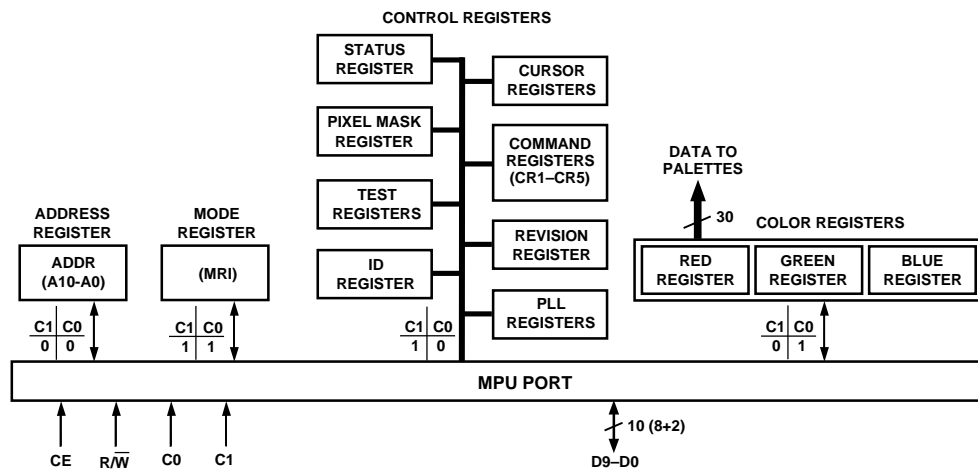 CONTROL REGISTERS
STATUS
REGISTER
CURSOR
REGISTERS
PIXEL MASK
REGISTER
COMMAND
REGISTERS
(CR1–CR5)
DATA TO
PALETTES
TEST
REGISTERS
30
ADDRESS
REGISTER
MODE
REGISTER
COLOR REGISTERS
REVISION
REGISTER
ADDR
(A10-A0)
(MRI)
ID
REGISTER
RED
REGISTER
GREEN
REGISTER
BLUE
REGISTER
PLL
REGISTERS
C1 C0
0 0
C1 C0
1 1
C1 C0
1 0
C1 C0
0 1
MPU PORT
10 (8+2)
CE
R/W̅
C0
C1
D9–D0